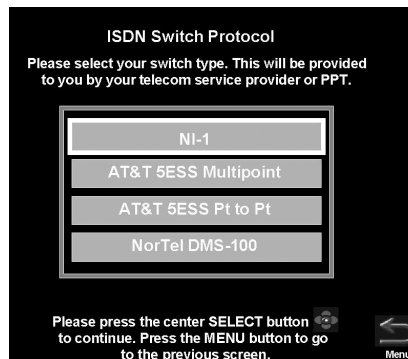 ISDN Switch Protocol
Please select your switch type. This will be provided
to you by your telecom service provider or PPT.
NI-1
AT&T 5ESS Multipoint
AT&T 5ESS Pt to Pt
NorTel DMS-100
Please press the center SELECT button
to continue. Press the MENU button to go
to the previous screen.
Menu